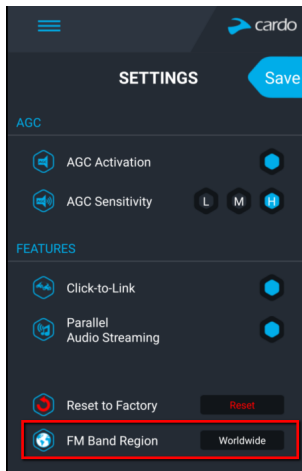 cardo
SETTINGS
Save
AGC
AGC Activation
AGC Sensitivity L M H
FEATURES
Click-to-Link
Parallel
Audio Streaming
Reset to Factory Reset
FM Band Region Worldwide